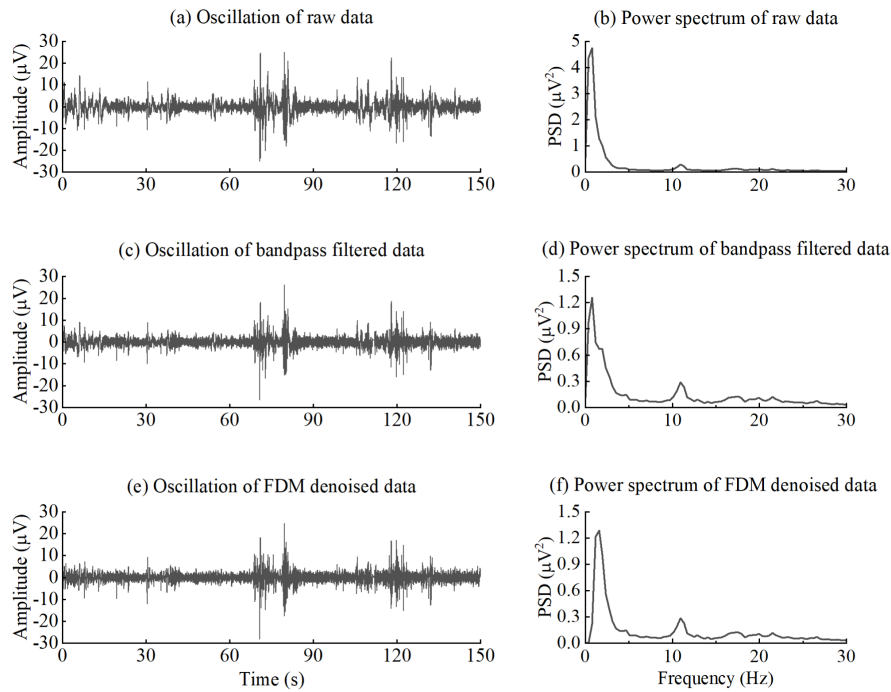 (a) Oscillation of raw data
(b) Power spectrum of raw data
Amplitude (μV)
30
20
10
0
-10
-20
-30
0 30 60 90 120 150
PSD (μV²)
5
4
3
2
1
0
0 10 20 30
(c) Oscillation of bandpass filtered data
(d) Power spectrum of bandpass filtered data
Amplitude (μV)
30
20
10
0
-10
-20
-30
0 30 60 90 120 150
PSD (μV²)
1.5
1.2
0.9
0.6
0.3
0.0
0 10 20 30
(e) Oscillation of FDM denoised data
(f) Power spectrum of FDM denoised data
Amplitude (μV)
30
20
10
0
-10
-20
-30
0 30 60 90 120 150
Time (s)
PSD (μV²)
1.5
1.2
0.9
0.6
0.3
0.0
0 10 20 30
Frequency (Hz)